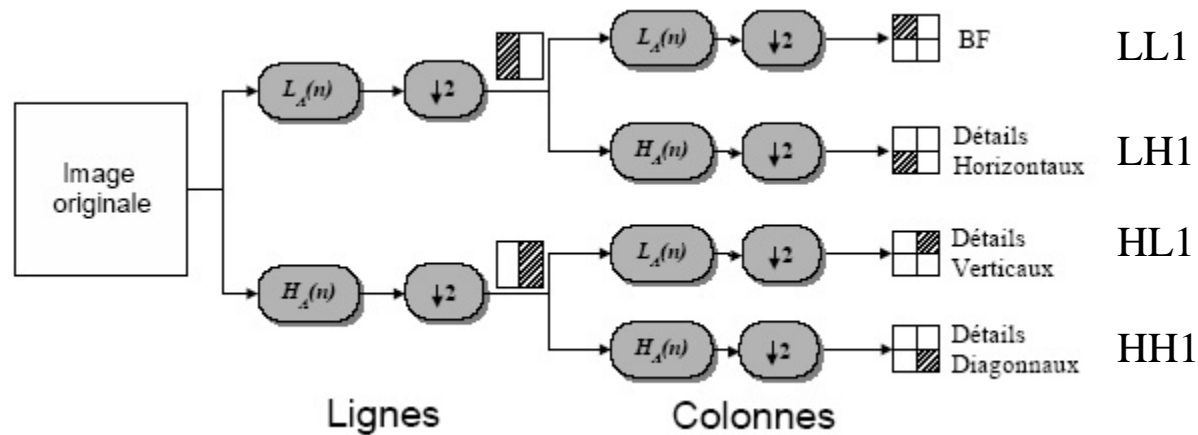 L_A(n)
↓2
BF
LL1
L_A(n)
↓2
H_A(n)
↓2
Détails
Horizontaux
LH1
Image
originale
L_A(n)
↓2
Détails
Verticaux
HL1
H_A(n)
↓2
H_A(n)
↓2
Détails
Diagonnaux
HH1
Lignes
Colonnes